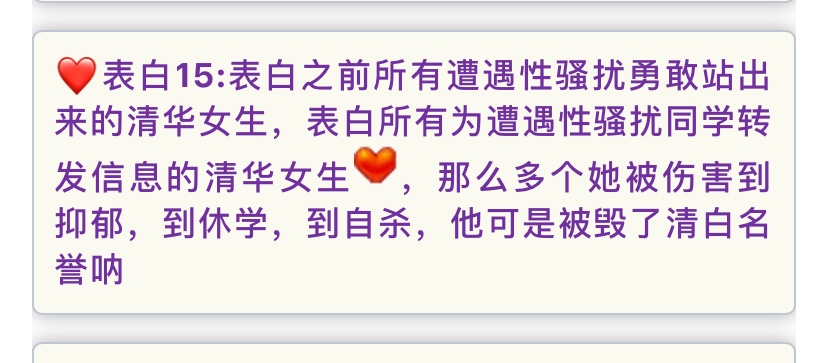 ❤️表白15:表白之前所有遭遇性骚扰勇敢站出
来的清华女生，表白所有为遭遇性骚扰同学转
发信息的清华女生❤，那么多个她被伤害到
抑郁，到休学，到自杀，他可是被毁了清白名
誉呐